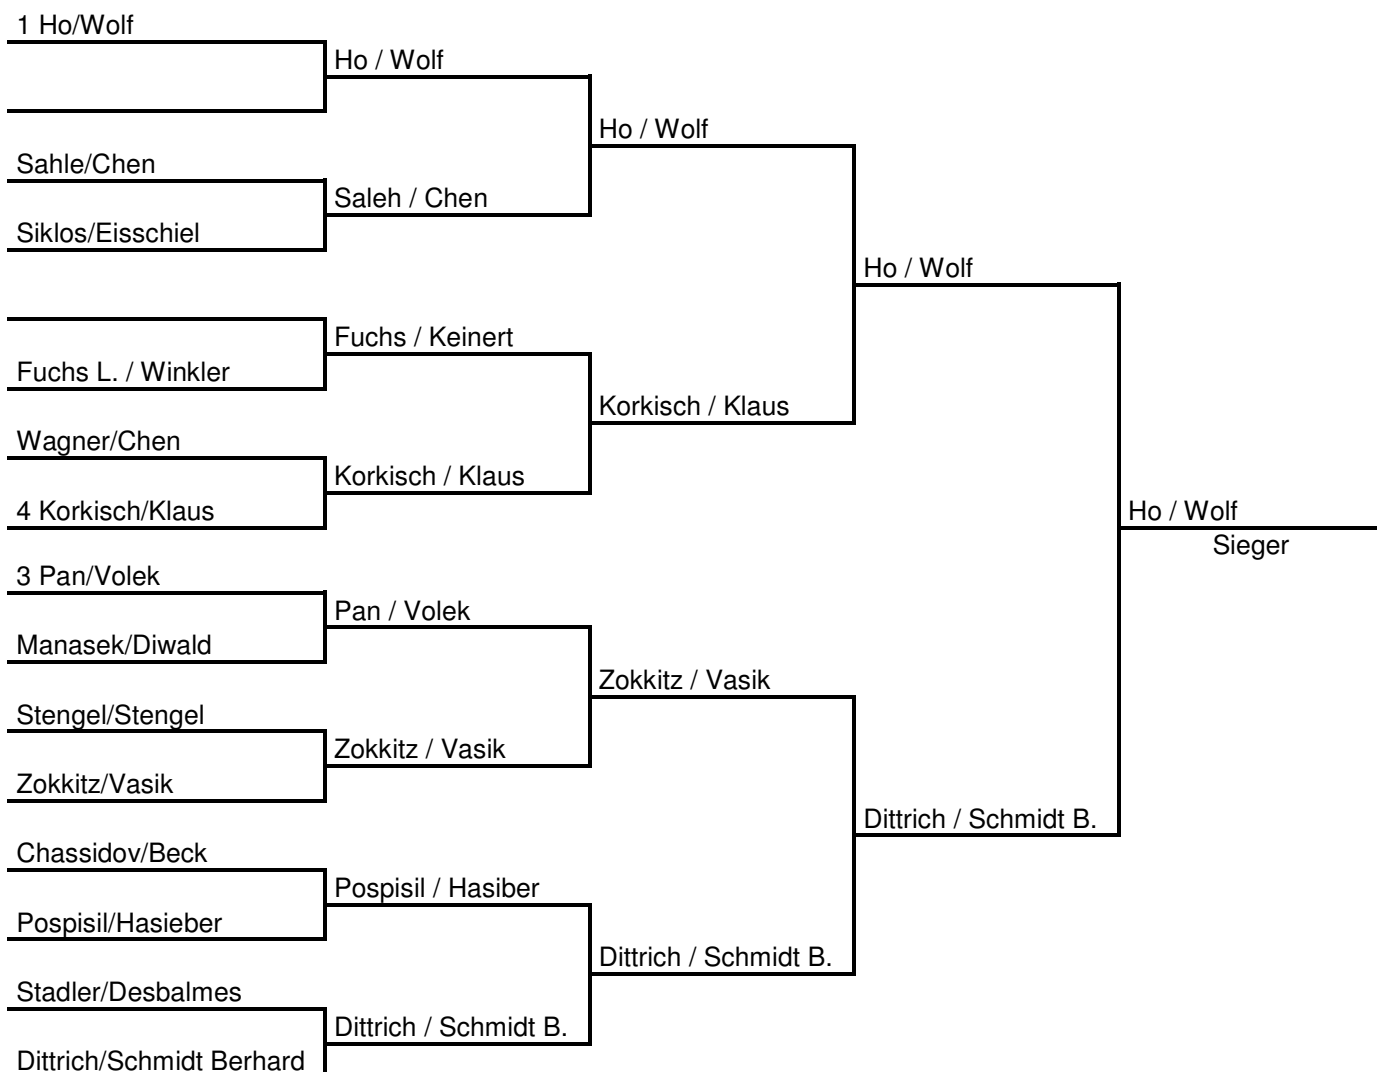 1 Ho/Wolf
Ho / Wolf
Ho / Wolf
Sahle/Chen
Saleh / Chen
Siklos/Eisschiel
Ho / Wolf
Fuchs / Keinert
Fuchs L. / Winkler
Korkisch / Klaus
Wagner/Chen
Korkisch / Klaus
4 Korkisch/Klaus
Ho / Wolf
Sieger
3 Pan/Volek
Pan / Volek
Manasek/Diwald
Zokkitz / Vasik
Stengel/Stengel
Zokkitz / Vasik
Zokkitz/Vasik
Dittrich / Schmidt B.
Chassidov/Beck
Pospisil / Hasiber
Pospisil/Hasieber
Dittrich / Schmidt B.
Stadler/Desbalmes
Dittrich / Schmidt B.
Dittrich/Schmidt Berhard